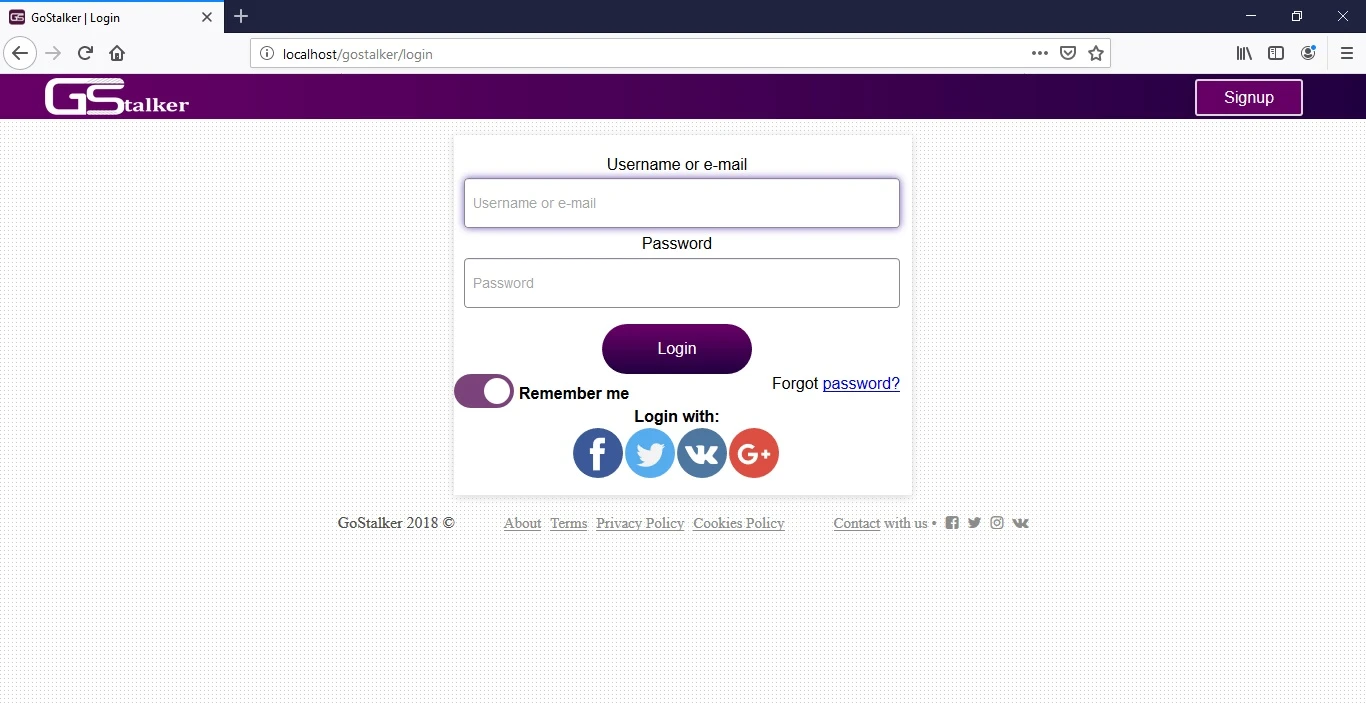 GoStalker | Login
localhost/gostalker/login
GStalker
Signup
Username or e-mail
Username or e-mail
Password
Password
Login
Remember me
Forgot password?
Login with:
GoStalker 2018 © About Terms Privacy Policy Cookies Policy Contact with us •